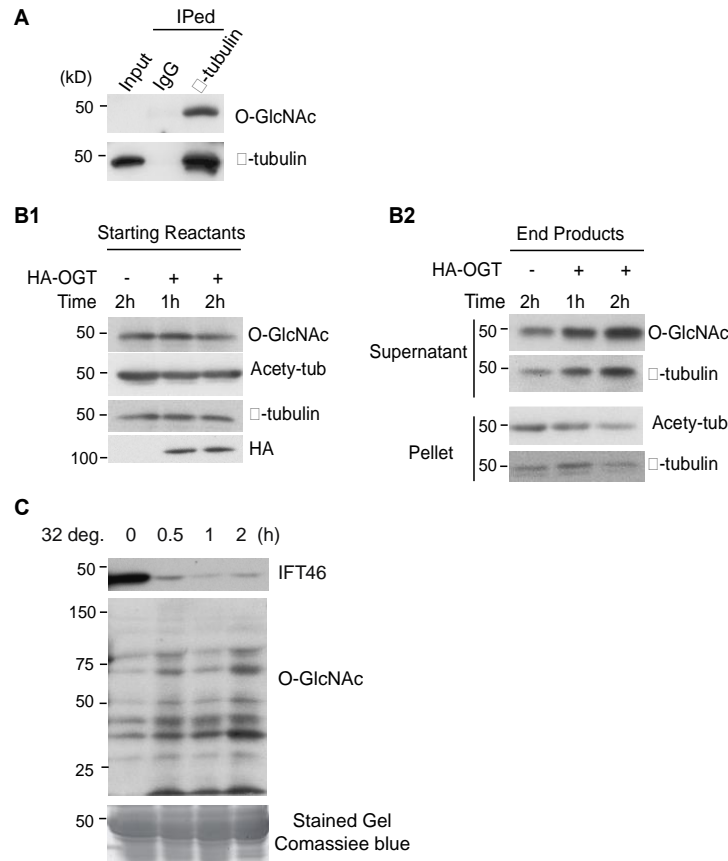 A
IPed
(kD) Input IgG □-tubulin
50 O-GlcNAc
50 □-tubulin
B1
Starting Reactants
HA-OGT - + +
Time 2h 1h 2h
50 O-GlcNAc
50 Acety-tub
50 □-tubulin
100 HA
B2
End Products
HA-OGT - + +
Time 2h 1h 2h
Supernatant
50 O-GlcNAc
50 □-tubulin
Pellet
50 Acety-tub
50 □-tubulin
C
32 deg. 0 0.5 1 2 (h)
50 IFT46
150
75
O-GlcNAc
50
25
50 Stained Gel
Comassiee blue